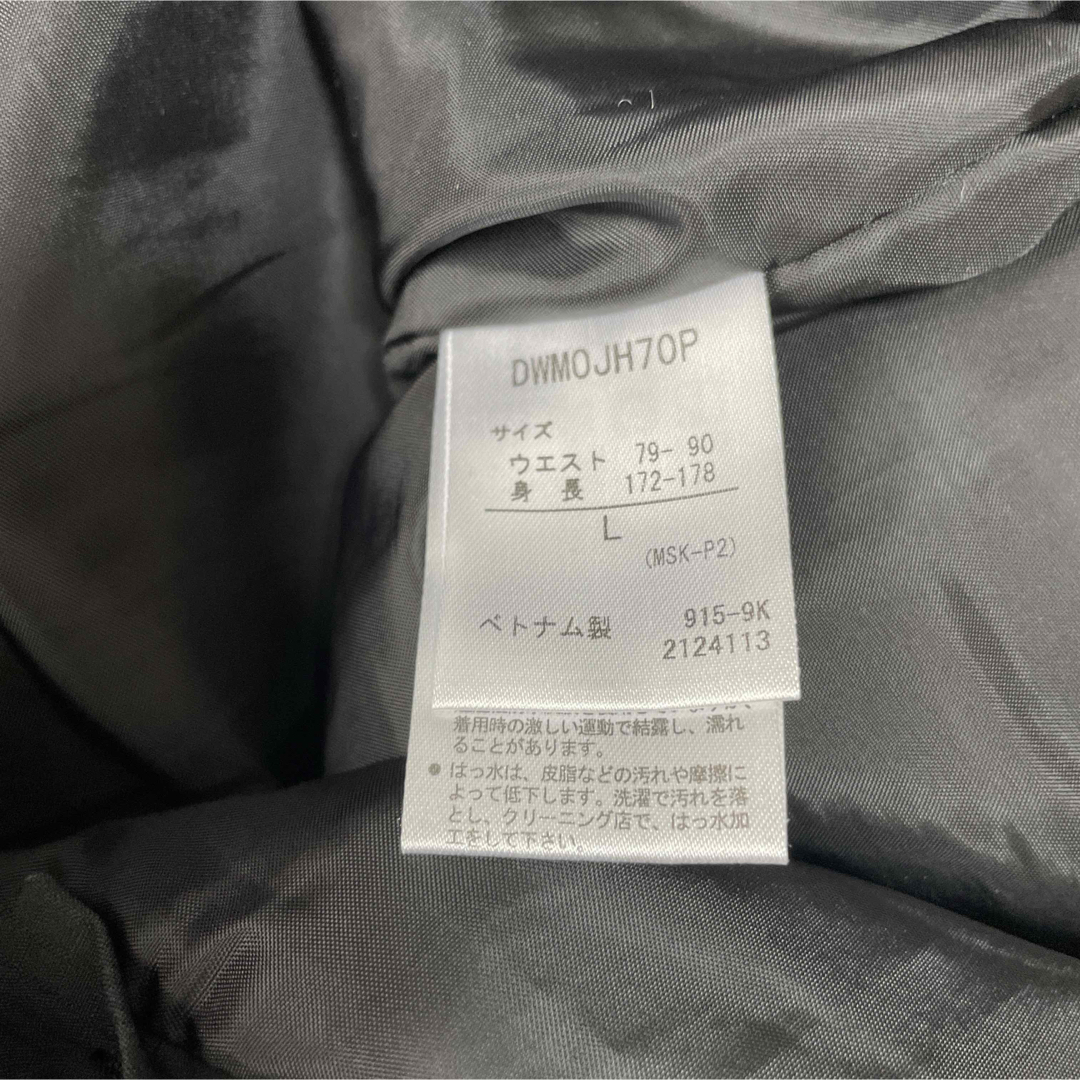 DWMOJH70P
サイズ
ウエスト 79- 90
身 長 172-178
L
(MSK-P2)
ベトナム製 915-9K
2124113
着用時の激しい運動で結露し、濡れ
ることがあります。
● はっ水は、皮脂などの汚れや摩擦に
よって低下します。洗濯で汚れを落
とし、クリーニング店で、はっ水加
工をして下さい。